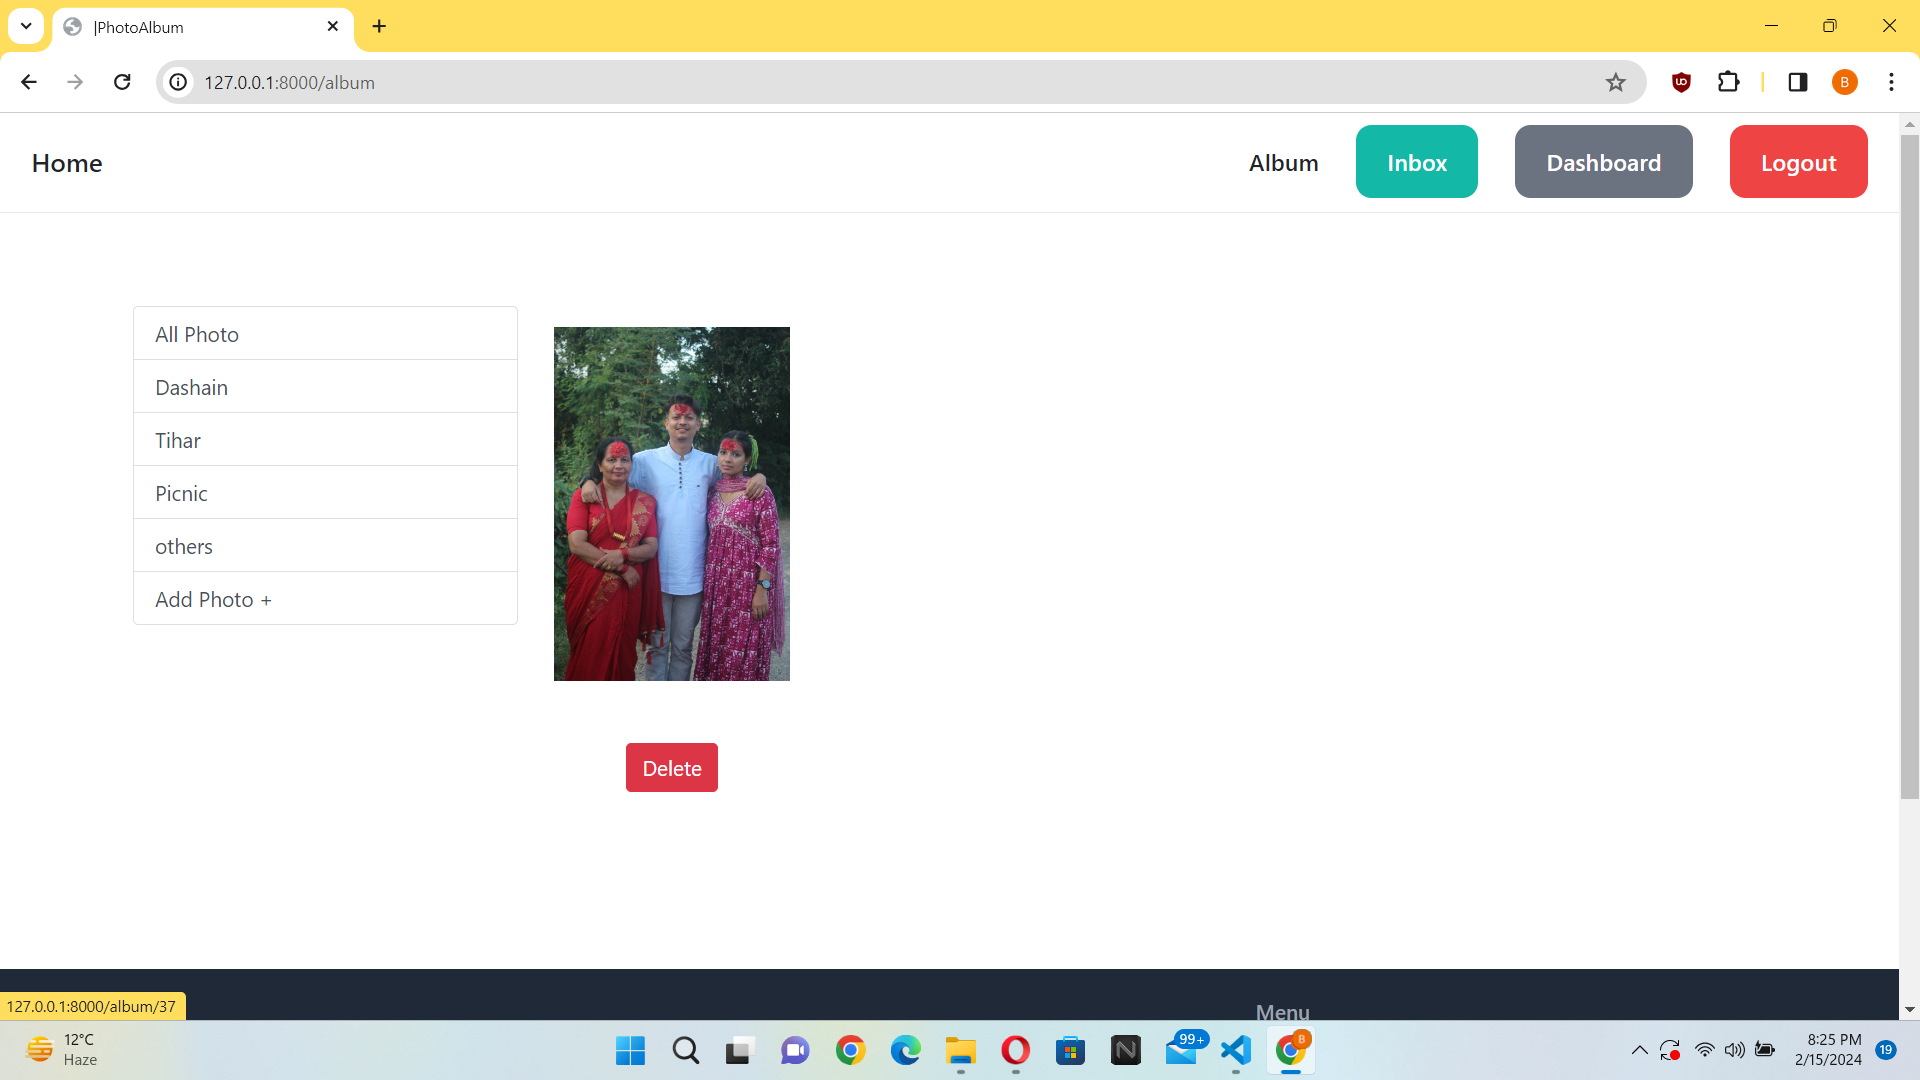 |PhotoAlbum
127.0.0.1:8000/album
B
Home
Album
Inbox
Dashboard
Logout
All Photo
Dashain
Tihar
Picnic
others
Add Photo +
Delete
Menu
127.0.0.1:8000/album/37
12°C
Haze
99+
B
8:25 PM
2/15/2024
19